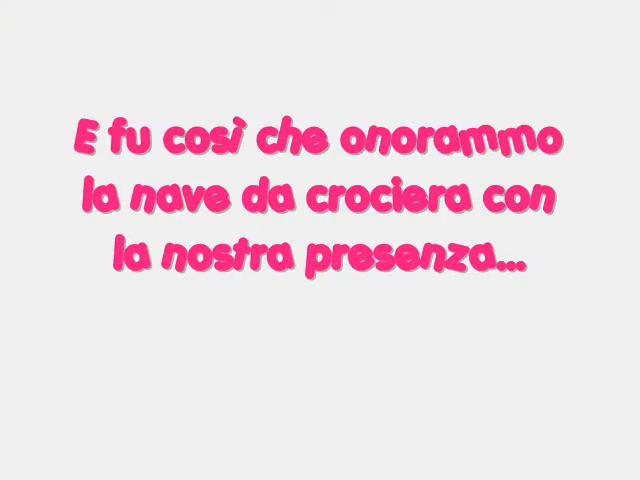 E fu così che onorammo
la nave da crociera con
la nostra presenza...